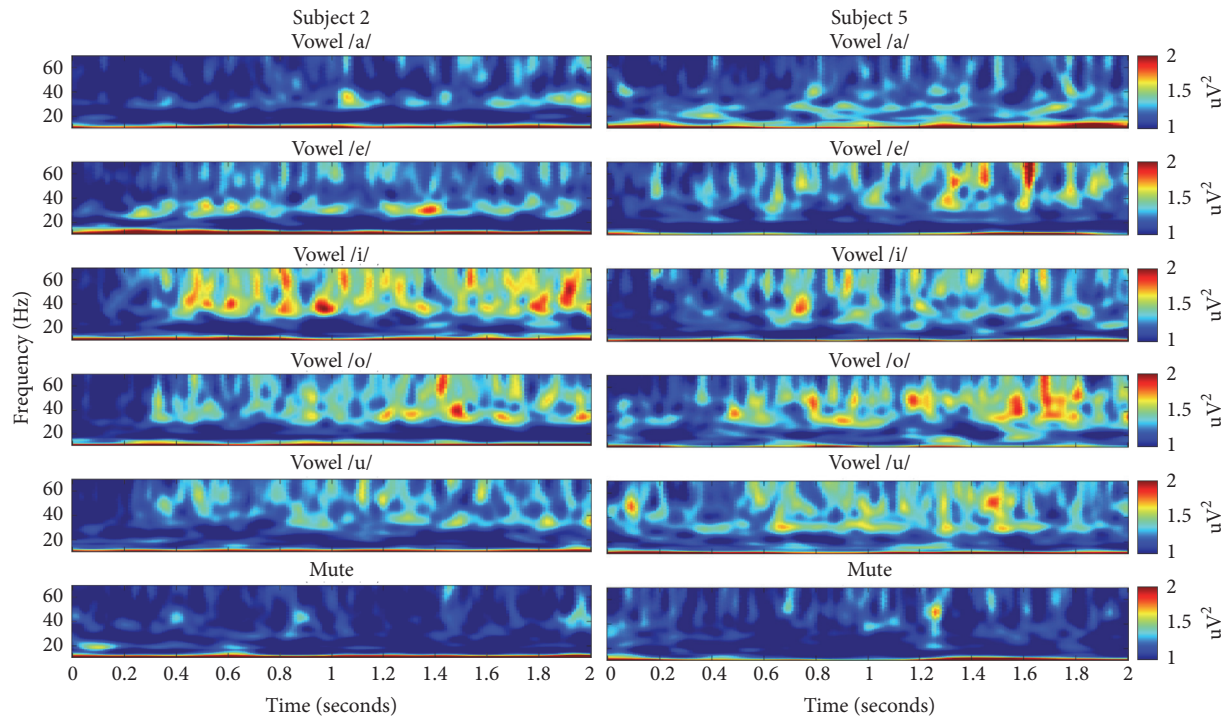 Subject 2
Subject 5
Vowel /a/
Vowel /a/
60
40
20
2
1.5
1
uV²
Vowel /e/
Vowel /e/
60
40
20
2
1.5
1
uV²
Vowel /i/
Vowel /i/
60
40
20
2
1.5
1
uV²
Frequency (Hz)
Vowel /o/
Vowel /o/
60
40
20
2
1.5
1
uV²
Vowel /u/
Vowel /u/
60
40
20
2
1.5
1
uV²
Mute
Mute
60
40
20
2
1.5
1
uV²
0 0.2 0.4 0.6 0.8 1 1.2 1.4 1.6 1.8 2
0 0.2 0.4 0.6 0.8 1 1.2 1.4 1.6 1.8 2
Time (seconds)
Time (seconds)